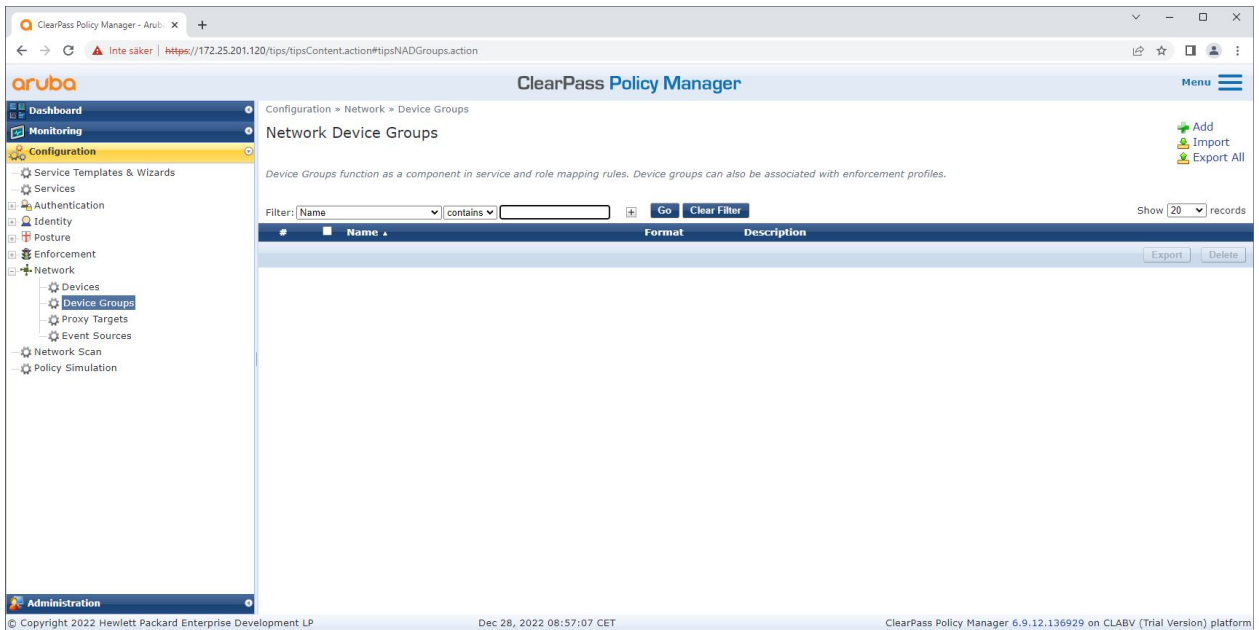 ClearPass Policy Manager - Arub
Inte säker | https://172.25.201.120/tips/tipsContent.action#tipsNADGroups.action
aruba
ClearPass Policy Manager
Menu
Dashboard
Monitoring
Configuration
Service Templates & Wizards
Services
Authentication
Identity
Posture
Enforcement
Network
Devices
Device Groups
Proxy Targets
Event Sources
Network Scan
Policy Simulation
Administration
Configuration » Network » Device Groups
Network Device Groups
Add
Import
Export All
Device Groups function as a component in service and role mapping rules. Device groups can also be associated with enforcement profiles.
Filter: Name contains + Go Clear Filter Show 20 records
# Name Format Description
Export Delete
© Copyright 2022 Hewlett Packard Enterprise Development LP Dec 28, 2022 08:57:07 CET ClearPass Policy Manager 6.9.12.136929 on CLABV (Trial Version) platform